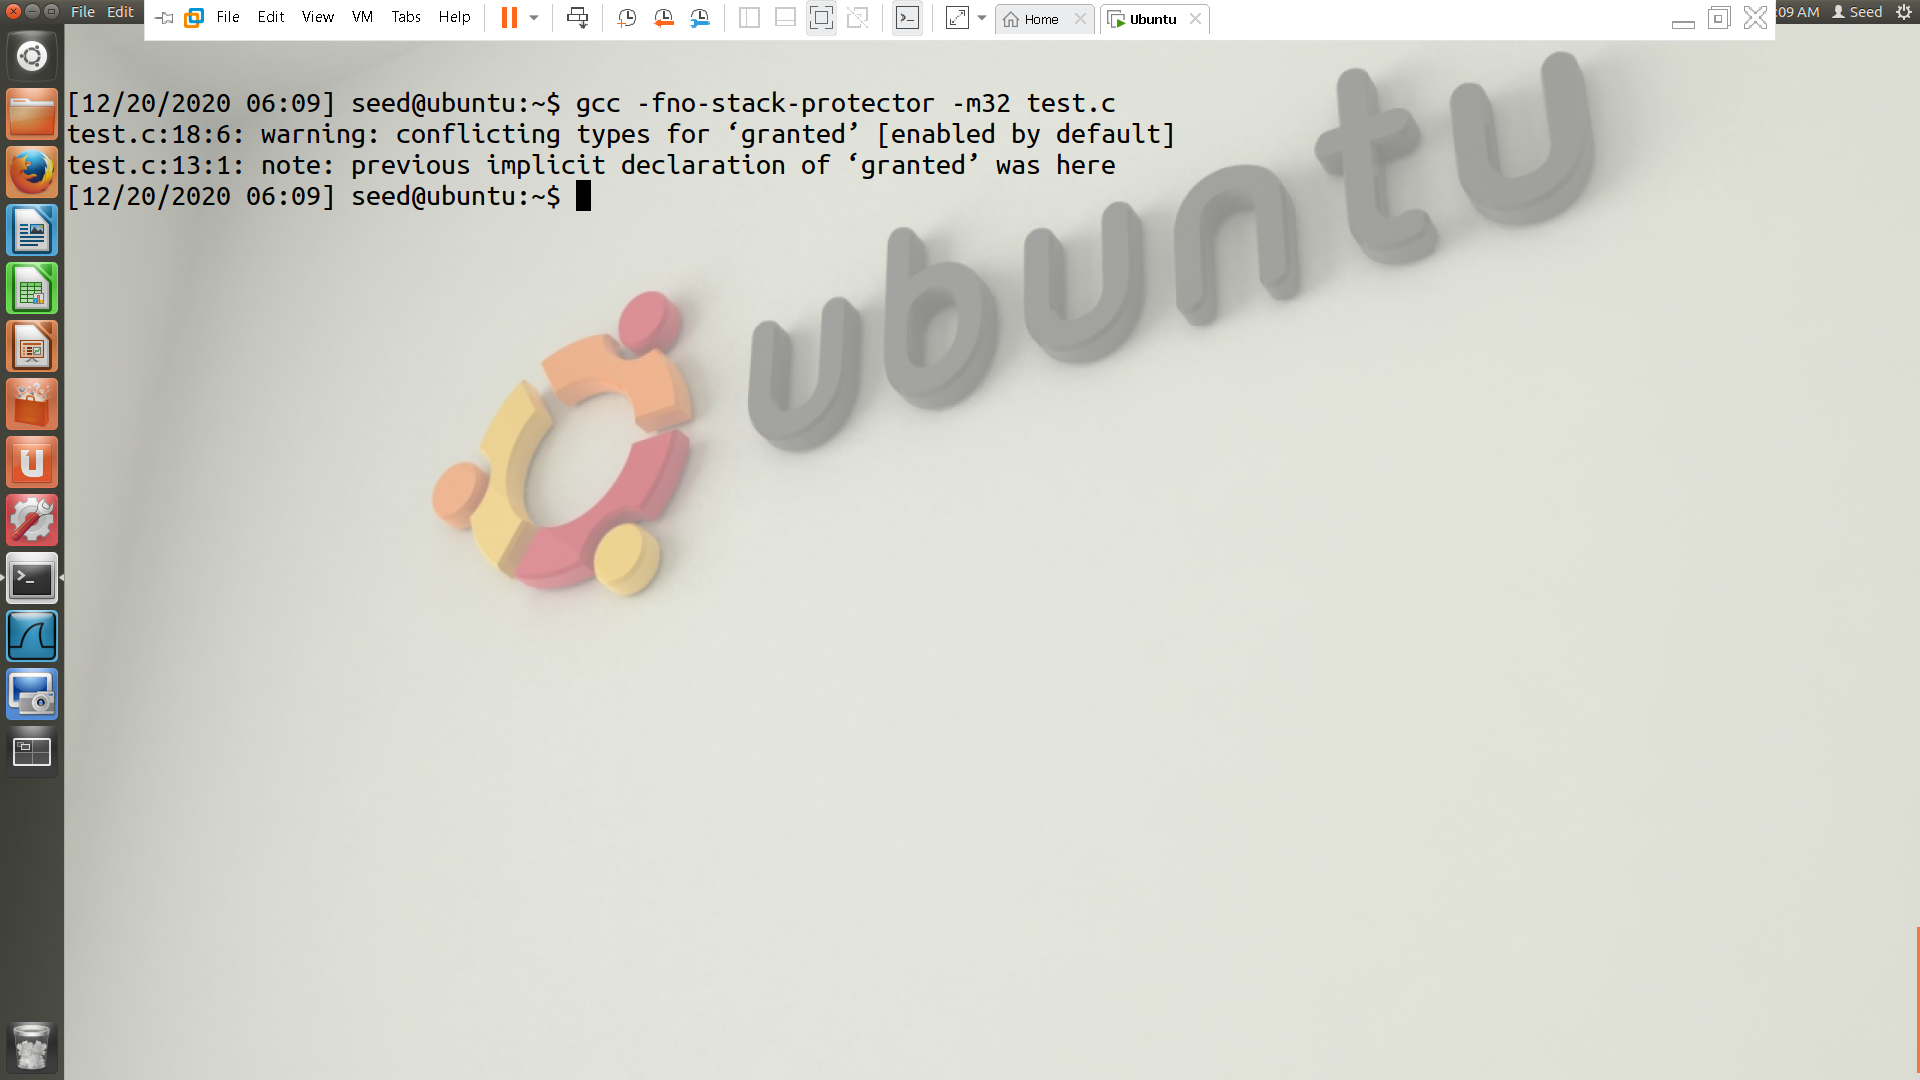 File Edit
File Edit View VM Tabs Help
Home
Ubuntu
:09 AM Seed
[12/20/2020 06:09] seed@ubuntu:~$ gcc -fno-stack-protector -m32 test.c
test.c:18:6: warning: conflicting types for ‘granted’ [enabled by default]
test.c:13:1: note: previous implicit declaration of ‘granted’ was here
[12/20/2020 06:09] seed@ubuntu:~$
ubuntu